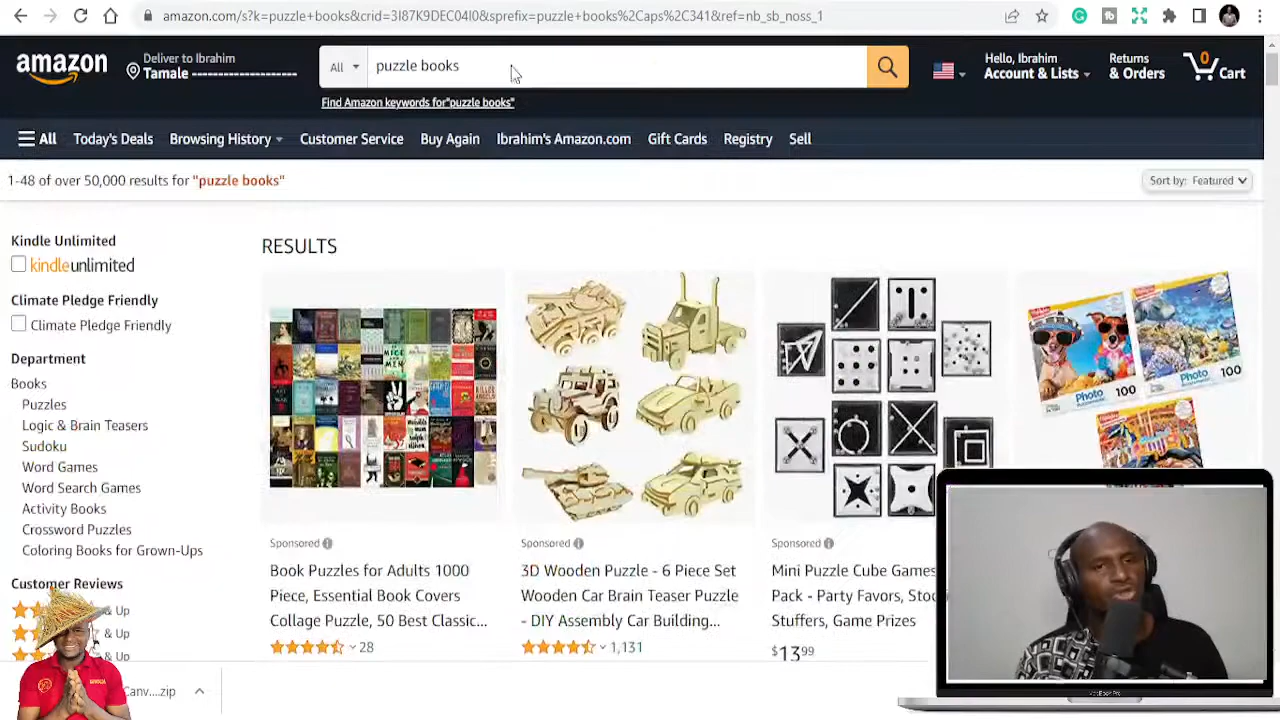 amazon.com/s?k=puzzle+books&crid=3I87K9DEC04I0&sprefix=puzzle+books%2Caps%2C341&ref=nb_sb_noss_1
amazon
Deliver to Ibrahim
Tamale
All
puzzle books
Find Amazon keywords for"puzzle books"
Hello, Ibrahim
Account & Lists
Returns
& Orders
0
Cart
All
Today's Deals
Browsing History
Customer Service
Buy Again
Ibrahim's Amazon.com
Gift Cards
Registry
Sell
1-48 of over 50,000 results for "puzzle books"
Sort by: Featured
Kindle Unlimited
kindleunlimited
Climate Pledge Friendly
Climate Pledge Friendly
Department
Books
Puzzles
Logic & Brain Teasers
Sudoku
Word Games
Word Search Games
Activity Books
Crossword Puzzles
Coloring Books for Grown-Ups
Customer Reviews
& Up
& Up
& Up
RESULTS
Sponsored
Book Puzzles for Adults 1000
Piece, Essential Book Covers
Collage Puzzle, 50 Best Classic...
28
Sponsored
3D Wooden Puzzle - 6 Piece Set
Wooden Car Brain Teaser Puzzle
- DIY Assembly Car Building...
1,131
Sponsored
Mini Puzzle Cube Games
Pack - Party Favors, Stoc
Stuffers, Game Prizes
$13.99
Photo
100
Photo
100
Canv....zip
MacBook Pro